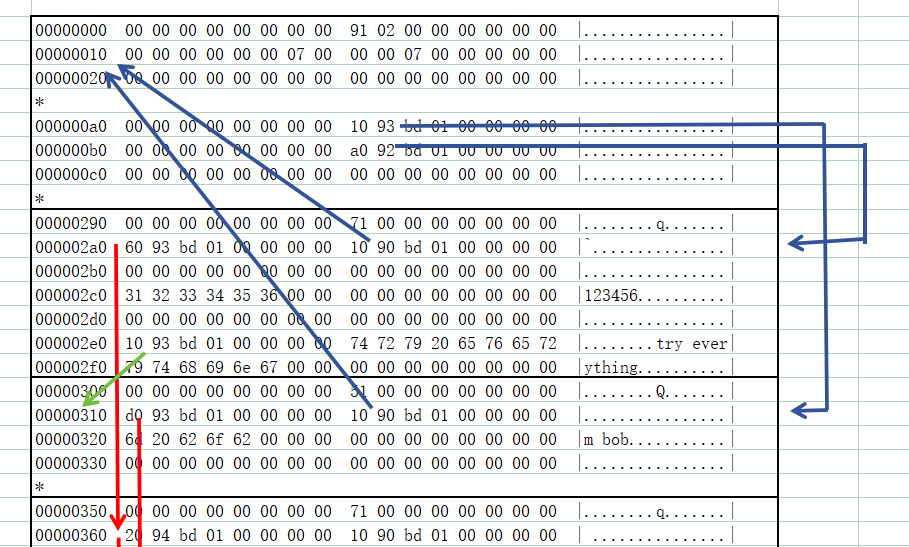 00000000 00 00 00 00 00 00 00 00 91 02 00 00 00 00 00 00 |................|
00000010 00 00 00 00 00 00 07 00 00 00 07 00 00 00 00 00 |................|
00000020 00 00 00 00 00 00 00 00 00 00 00 00 00 00 00 00 |................|
*
000000a0 00 00 00 00 00 00 00 00 10 93 bd 01 00 00 00 00 |................|
000000b0 00 00 00 00 00 00 00 00 a0 92 bd 01 00 00 00 00 |................|
000000c0 00 00 00 00 00 00 00 00 00 00 00 00 00 00 00 00 |................|
*
00000290 00 00 00 00 00 00 00 00 71 00 00 00 00 00 00 00 |........q.......|
000002a0 60 93 bd 01 00 00 00 00 10 90 bd 01 00 00 00 00 |`...............|
000002b0 00 00 00 00 00 00 00 00 00 00 00 00 00 00 00 00 |................|
000002c0 31 32 33 34 35 36 00 00 00 00 00 00 00 00 00 00 |123456..........|
000002d0 00 00 00 00 00 00 00 00 00 00 00 00 00 00 00 00 |................|
000002e0 10 93 bd 01 00 00 00 00 74 72 79 20 65 76 65 72 |........try ever|
000002f0 79 74 68 69 6e 67 00 00 00 00 00 00 00 00 00 00 |ything..........|
00000300 00 00 00 00 00 00 00 00 51 00 00 00 00 00 00 00 |........Q.......|
00000310 d0 93 bd 01 00 00 00 00 10 90 bd 01 00 00 00 00 |................|
00000320 6d 20 62 6f 62 00 00 00 00 00 00 00 00 00 00 00 |m bob...........|
00000330 00 00 00 00 00 00 00 00 00 00 00 00 00 00 00 00 |................|
*
00000350 00 00 00 00 00 00 00 00 71 00 00 00 00 00 00 00 |........q.......|
00000360 20 94 bd 01 00 00 00 00 10 90 bd 01 00 00 00 00 | ...............|